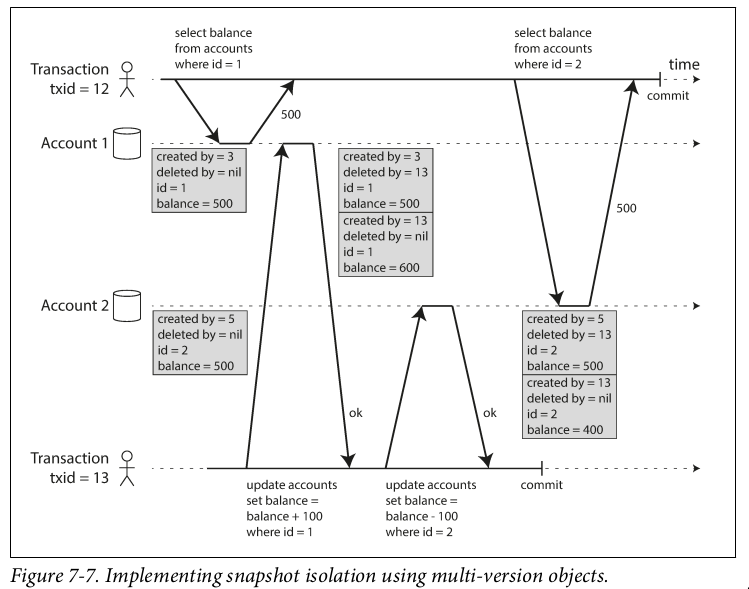 select balance
from accounts
where id = 1
select balance
from accounts
where id = 2
time
Transaction
txid = 12
commit
500
Account 1
created by = 3
deleted by = nil
id = 1
balance = 500
created by = 3
deleted by = 13
id = 1
balance = 500
created by = 13
deleted by = nil
id = 1
balance = 600
500
Account 2
created by = 5
deleted by = nil
id = 2
balance = 500
created by = 5
deleted by = 13
id = 2
balance = 500
created by = 13
deleted by = nil
id = 2
balance = 400
ok
ok
Transaction
txid = 13
update accounts
set balance =
balance + 100
where id = 1
update accounts
set balance =
balance - 100
where id = 2
commit
Figure 7-7. Implementing snapshot isolation using multi-version objects.